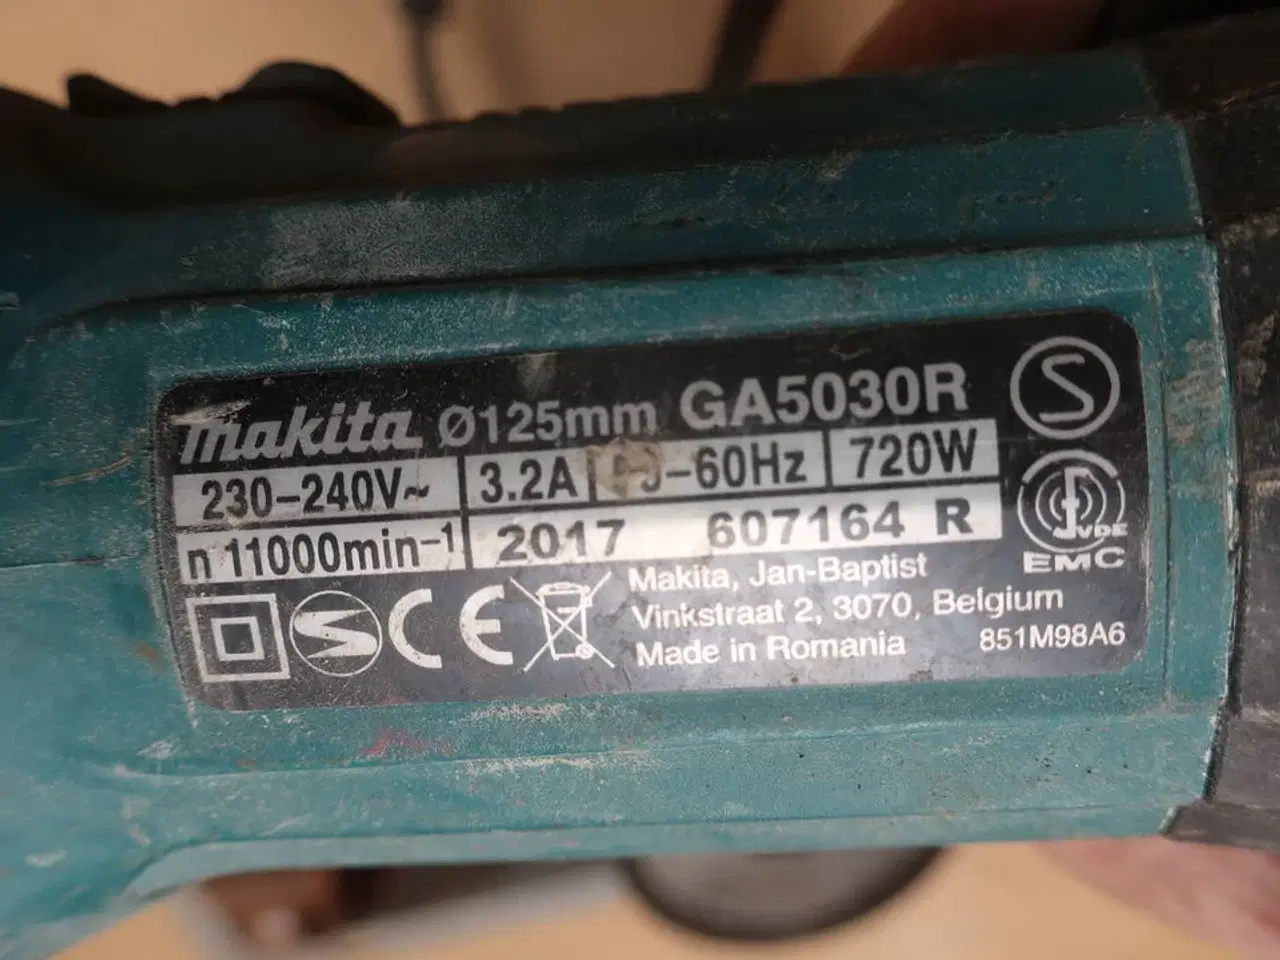 makita Ø125mm GA5030R
230-240V~ 3.2A -60Hz 720W
n 11000min-1 2017 607164 R
Makita, Jan-Baptist
Vinkstraat 2, 3070, Belgium
Made in Romania 851M98A6
S
CE
VDE
EMC